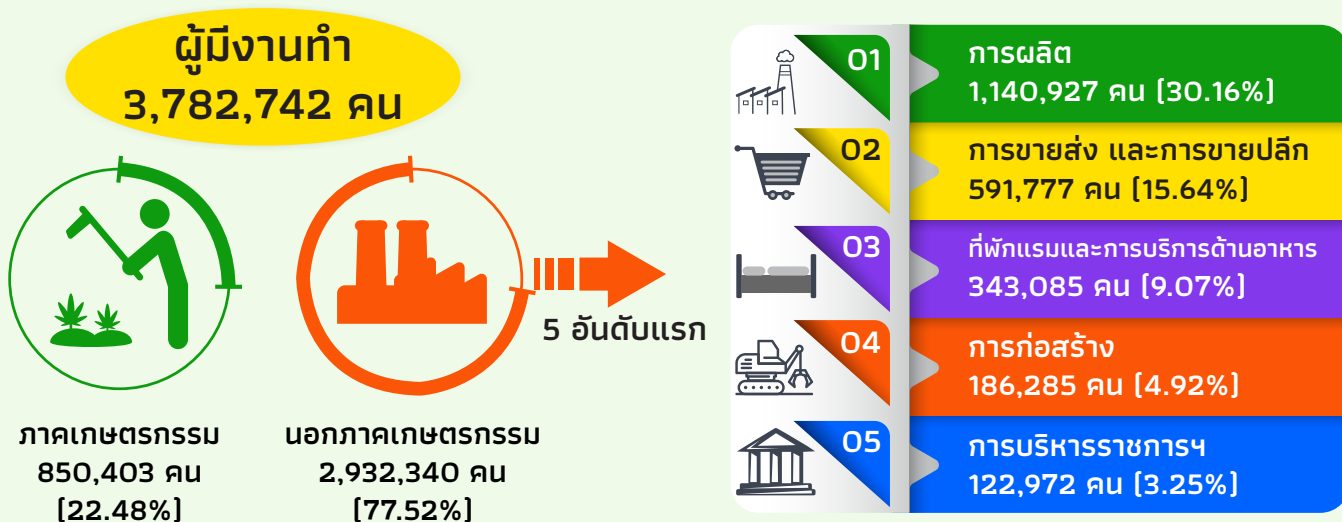 ผู้มีงานทำ
3,782,742 คน
ภาคเกษตรกรรม
850,403 คน
(22.48%)
นอกภาคเกษตรกรรม
2,932,340 คน
(77.52%)
5 อันดับแรก
01
การผลิต
1,140,927 คน (30.16%)
02
การขายส่ง และการขายปลีก
591,777 คน (15.64%)
03
ที่พักแรมและการบริการด้านอาหาร
343,085 คน (9.07%)
04
การก่อสร้าง
186,285 คน (4.92%)
05
การบริหารราชการฯ
122,972 คน (3.25%)